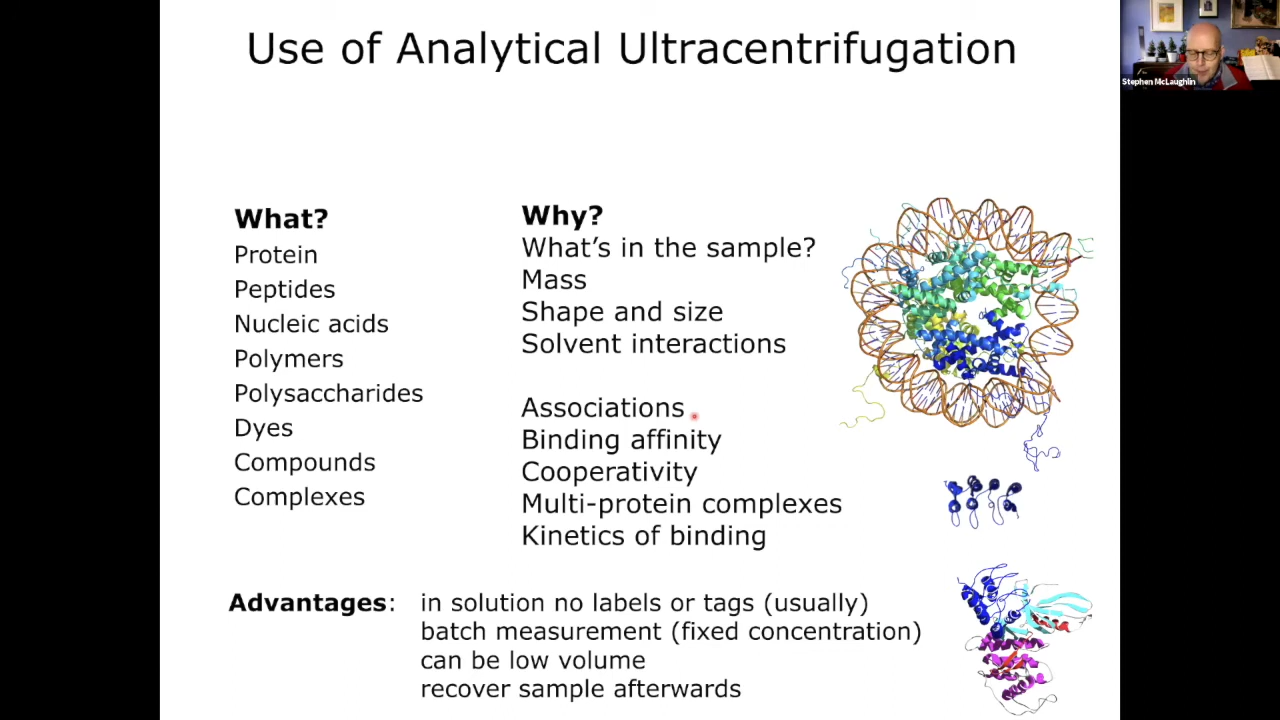 Use of Analytical Ultracentrifugation
Stephen McLaughlin
What?
Protein
Peptides
Nucleic acids
Polymers
Polysaccharides
Dyes
Compounds
Complexes
Why?
What's in the sample?
Mass
Shape and size
Solvent interactions
Associations
Binding affinity
Cooperativity
Multi-protein complexes
Kinetics of binding
Advantages: in solution no labels or tags (usually)
batch measurement (fixed concentration)
can be low volume
recover sample afterwards